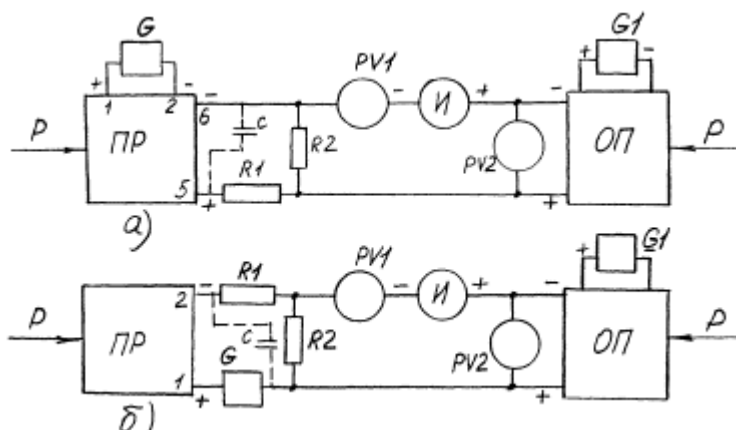 G
+ 1 2 -
P
ПР
- 6
5 +
C
R1
R2
PV1
- И +
PV2
G1
+ -
-
+
ОП
P
а)
P
ПР
- 2
1 +
R1
C
G
R2
PV1
- И +
PV2
G1
+
-
+
ОП
P
б)